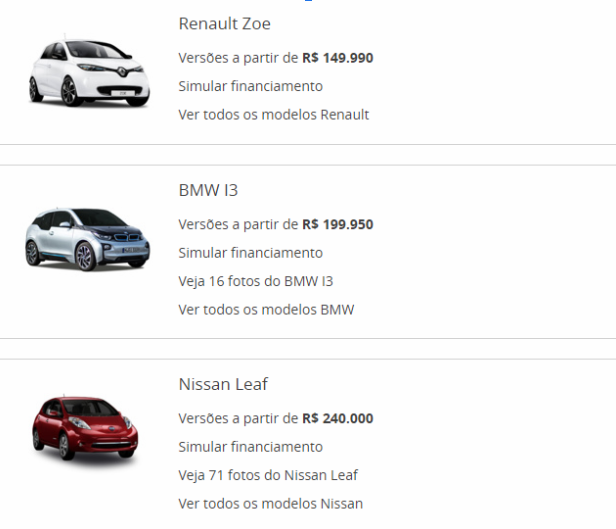 Renault Zoe
Versões a partir de R$ 149.990
Simular financiamento
Ver todos os modelos Renault
BMW I3
Versões a partir de R$ 199.950
Simular financiamento
Veja 16 fotos do BMW I3
Ver todos os modelos BMW
Nissan Leaf
Versões a partir de R$ 240.000
Simular financiamento
Veja 71 fotos do Nissan Leaf
Ver todos os modelos Nissan